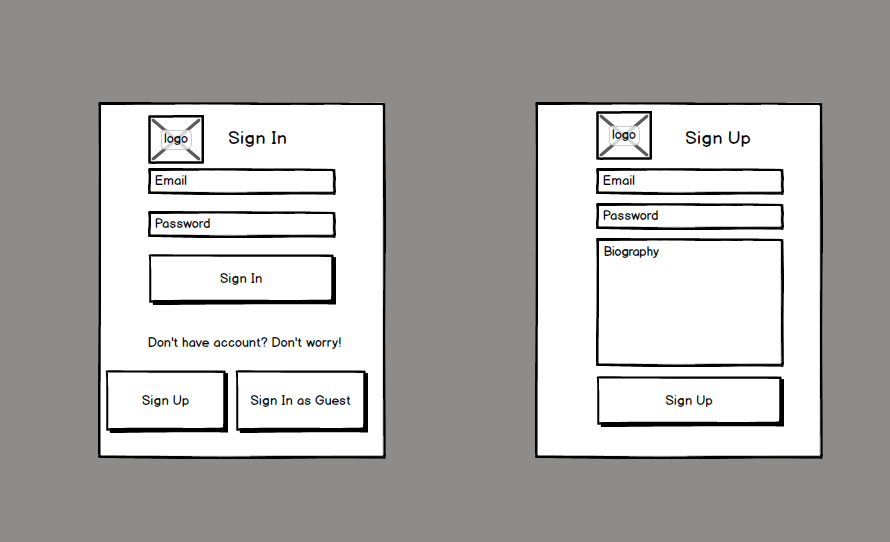 logo
Sign In
Email
Password
Sign In
Don't have account? Don't worry!
Sign Up
Sign In as Guest
logo
Sign Up
Email
Password
Biography
Sign Up